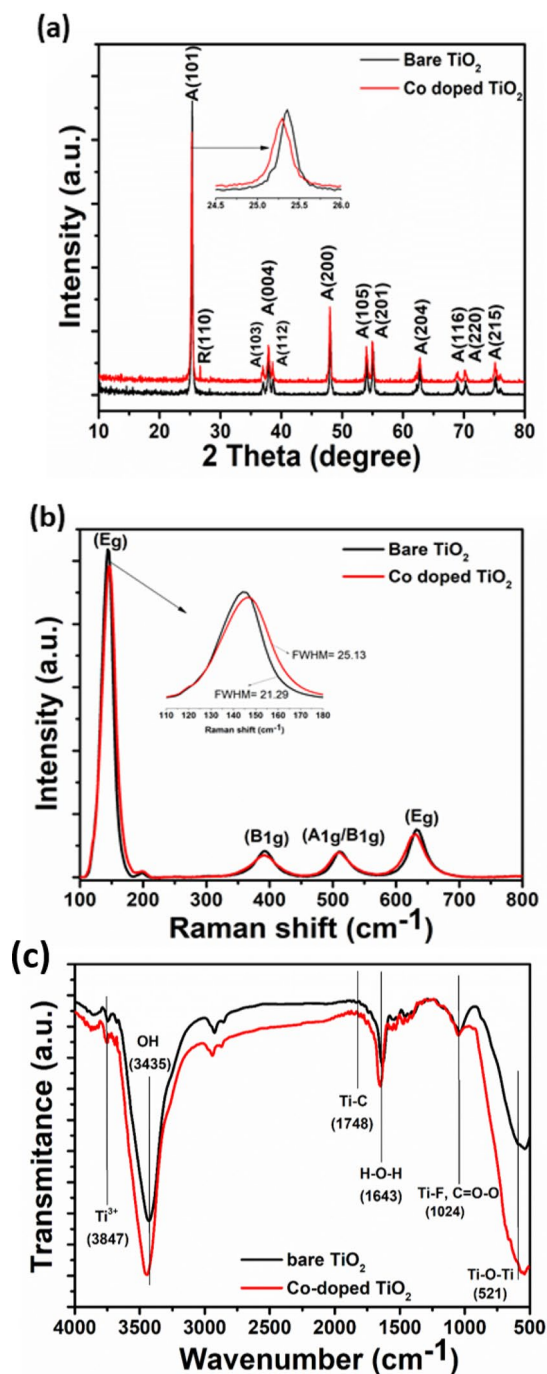 (a)
Bare TiO2
Co doped TiO2
A(101)
24.5 25.0 25.5 26.0
R(110)
A(103)
A(004)
A(112)
A(200)
A(105)
A(201)
A(204)
A(116)
A(220)
A(215)
Intensity (a.u.)
10 20 30 40 50 60 70 80
2 Theta (degree)
(b)
(Eg)
Bare TiO2
Co doped TiO2
FWHM= 25.13
FWHM= 21.29
110 120 130 140 150 160 170 180
Raman shift (cm-1)
(B1g)
(A1g/B1g)
(Eg)
Intensity (a.u.)
100 200 300 400 500 600 700 800
Raman shift (cm-1)
(c)
OH
(3435)
Ti-C
(1748)
H-O-H
(1643)
Ti-F, C=O-O
(1024)
Ti3+
(3847)
Ti-O-Ti
(521)
bare TiO2
Co-doped TiO2
Transmitance (a.u.)
4000 3500 3000 2500 2000 1500 1000 500
Wavenumber (cm-1)